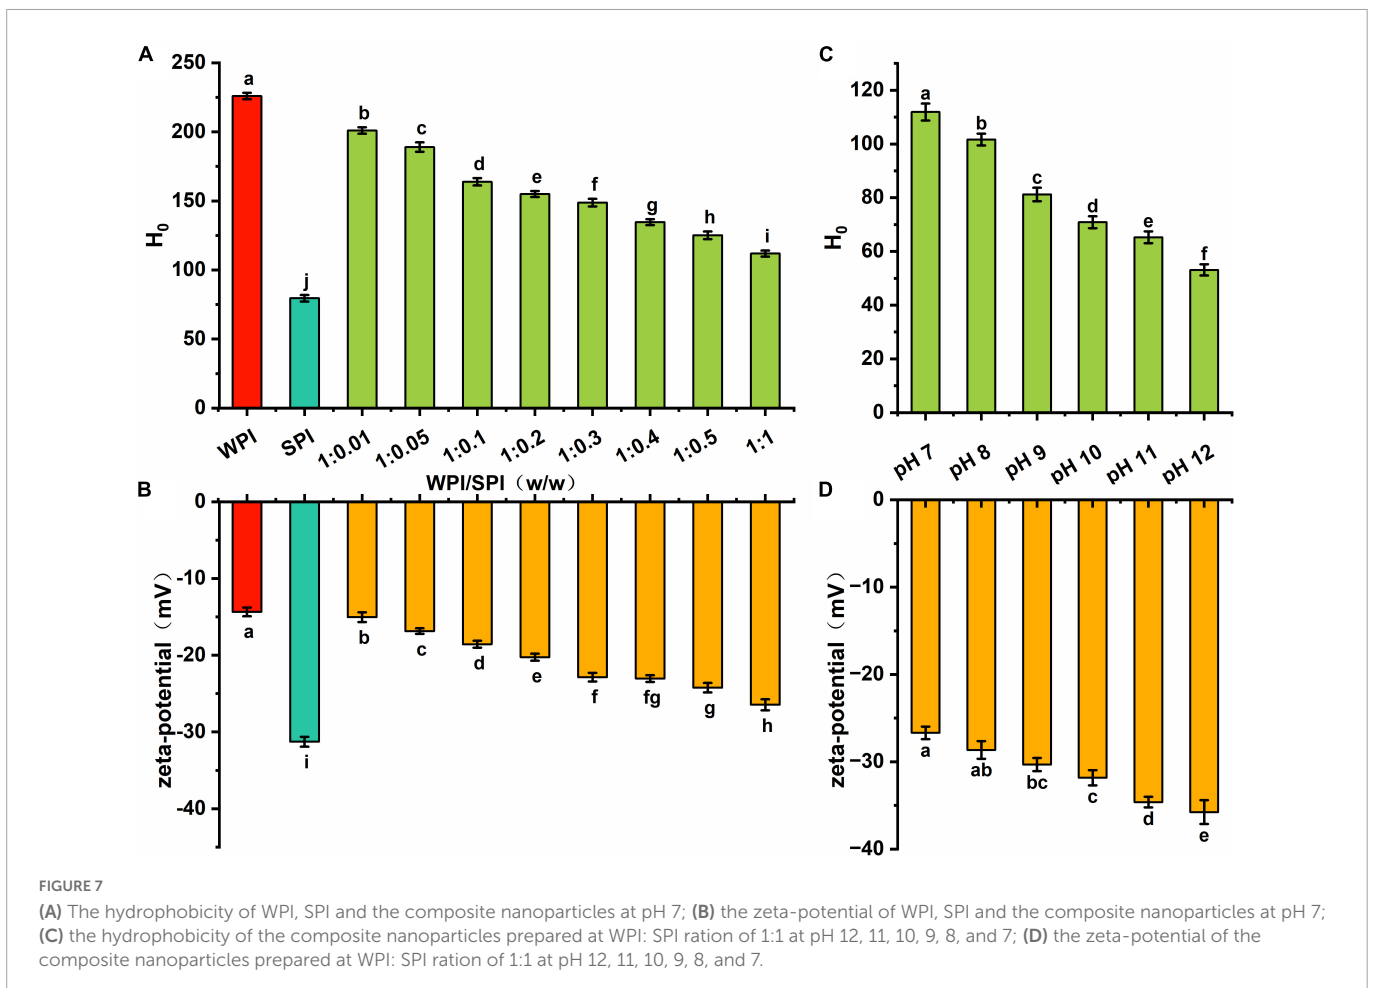 A
250
200
150
100
50
0
H0
a
j
b
c
d
e
f
g
h
i
WPI
SPI
1:0.01
1:0.05
1:0.1
1:0.2
1:0.3
1:0.4
1:0.5
1:1
WPI/SPI（w/w）
B
0
-10
-20
-30
-40
zeta-potential（mV）
a
i
b
c
d
e
f
fg
g
h
C
120
100
80
60
40
20
0
H0
a
b
c
d
e
f
pH 7
pH 8
pH 9
pH 10
pH 11
pH 12
D
0
−10
−20
−30
−40
zeta-potential（mV）
a
ab
bc
c
d
e
FIGURE 7
(A) The hydrophobicity of WPI, SPI and the composite nanoparticles at pH 7; (B) the zeta-potential of WPI, SPI and the composite nanoparticles at pH 7;
(C) the hydrophobicity of the composite nanoparticles prepared at WPI: SPI ration of 1:1 at pH 12, 11, 10, 9, 8, and 7; (D) the zeta-potential of the
composite nanoparticles prepared at WPI: SPI ration of 1:1 at pH 12, 11, 10, 9, 8, and 7.